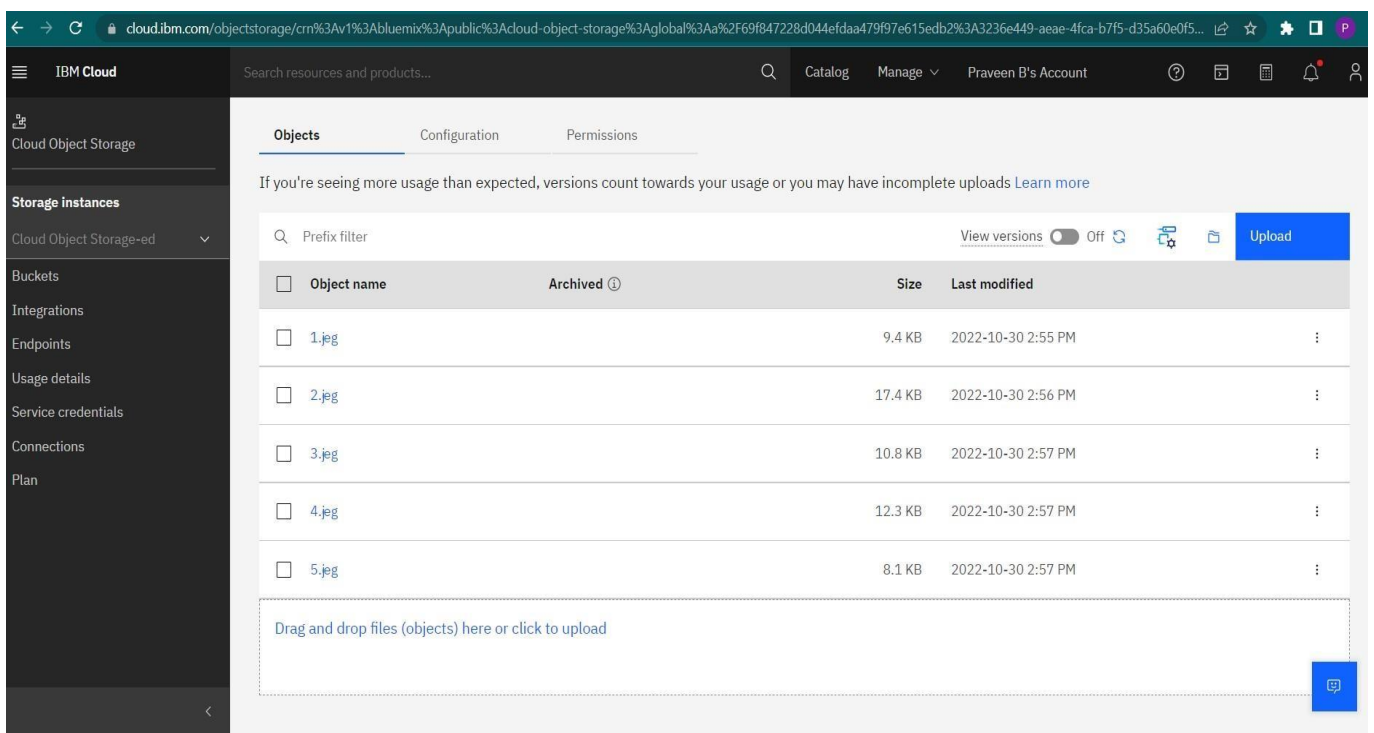 cloud.ibm.com/objectstorage/crn%3Av1%3Abluemix%3Apublic%3Acloud-object-storage%3Aglobal%3Aa%2F69f847228d044efdaa479f97e615edb2%3A3236e449-aeae-4fca-b7f5-d35a60e0f5... P
IBM Cloud Search resources and products... Catalog Manage Praveen B's Account
Cloud Object Storage
Storage instances
Cloud Object Storage-ed
Buckets
Integrations
Endpoints
Usage details
Service credentials
Connections
Plan
Objects Configuration Permissions
If you're seeing more usage than expected, versions count towards your usage or you may have incomplete uploads Learn more
Prefix filter View versions Off Upload
Object name Archived Size Last modified
1.jeg 9.4 KB 2022-10-30 2:55 PM
2.jeg 17.4 KB 2022-10-30 2:56 PM
3.jeg 10.8 KB 2022-10-30 2:57 PM
4.jeg 12.3 KB 2022-10-30 2:57 PM
5.jeg 8.1 KB 2022-10-30 2:57 PM
Drag and drop files (objects) here or click to upload